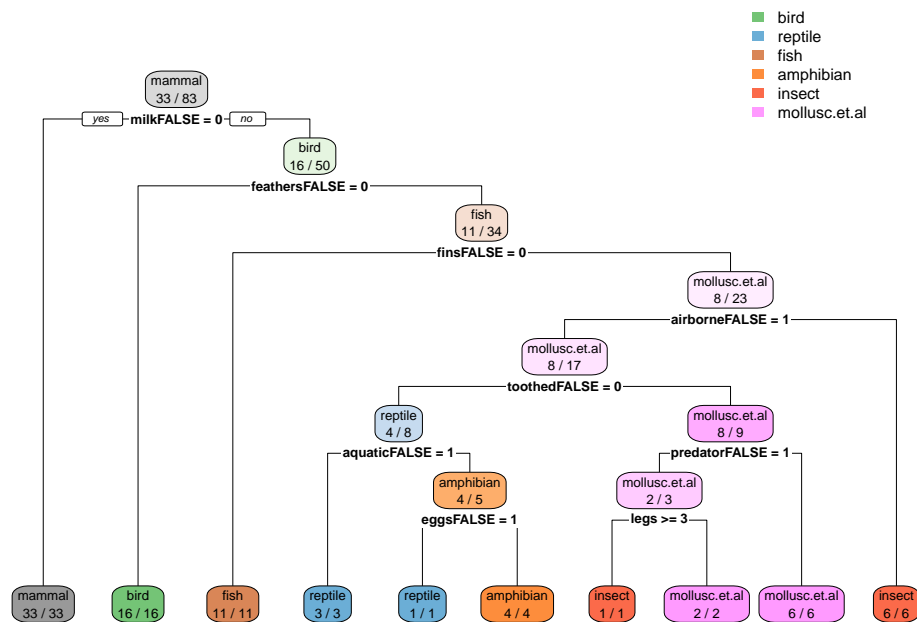 bird
reptile
fish
amphibian
insect
mollusc.et.al
mammal
33 / 83
yes milkFALSE = 0 no
bird
16 / 50
feathersFALSE = 0
fish
11 / 34
finsFALSE = 0
mollusc.et.al
8 / 23
airborneFALSE = 1
mollusc.et.al
8 / 17
toothedFALSE = 0
reptile
4 / 8
mollusc.et.al
8 / 9
aquaticFALSE = 1
predatorFALSE = 1
amphibian
4 / 5
mollusc.et.al
2 / 3
eggsFALSE = 1
legs >= 3
mammal
33 / 33
bird
16 / 16
fish
11 / 11
reptile
3 / 3
reptile
1 / 1
amphibian
4 / 4
insect
1 / 1
mollusc.et.al
2 / 2
mollusc.et.al
6 / 6
insect
6 / 6